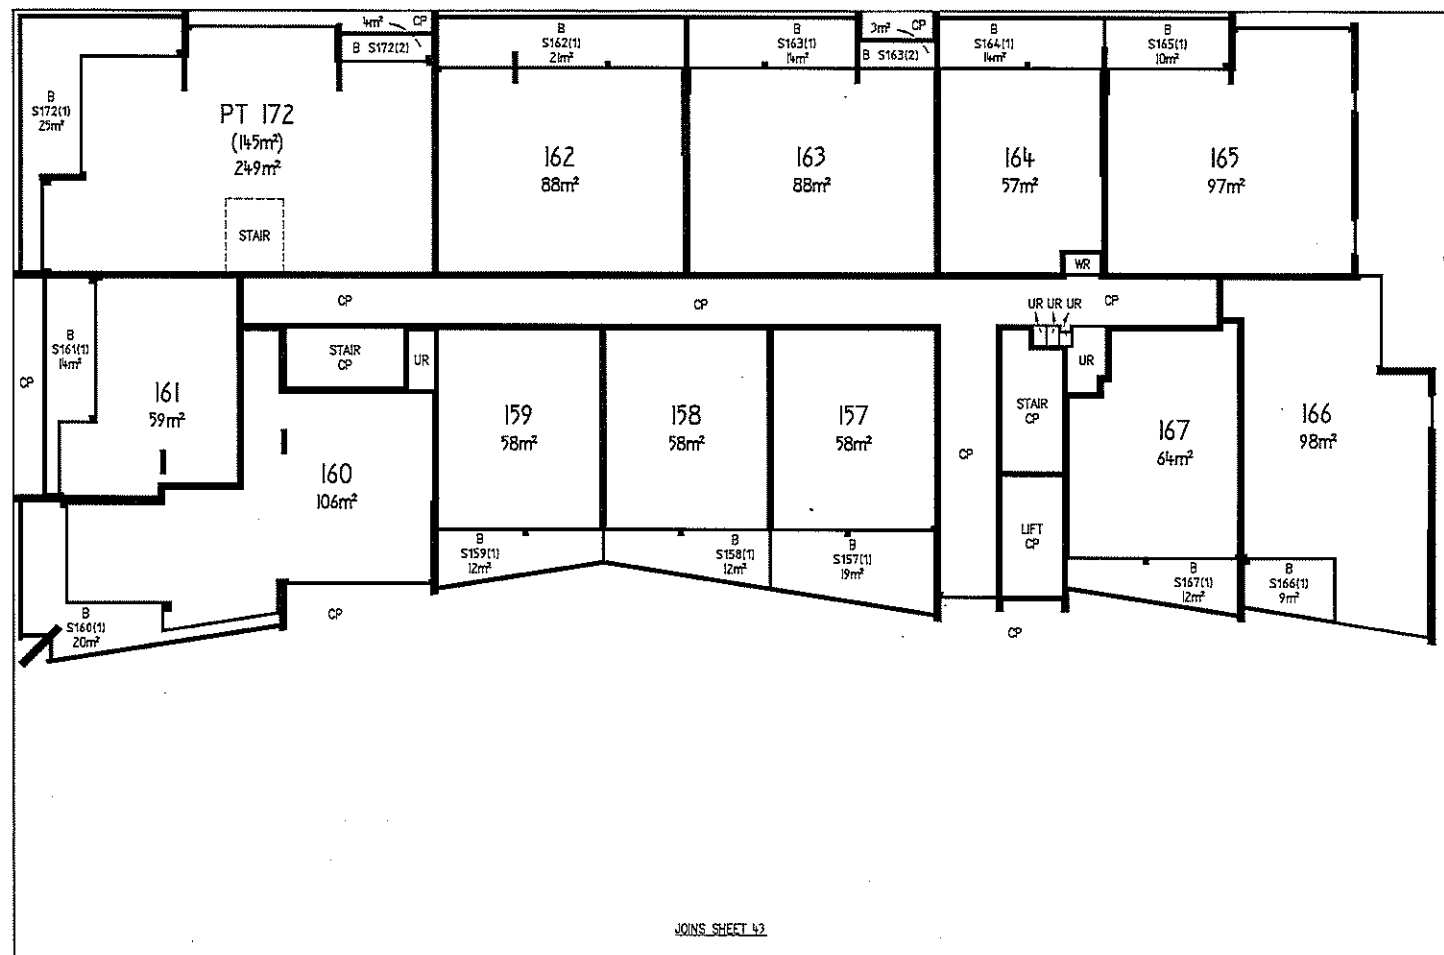 4m² CP
B S172(2)
B
S162(1)
21m²
B
S163(1)
14m²
3m² CP
B S163(2)
B
S164(1)
14m²
B
S165(1)
10m²
B
S172(1)
25m²
PT 172
(145m²)
249m²
STAIR
162
88m²
163
88m²
164
57m²
165
97m²
WR
CP
CP
UR UR UR
CP
CP
B
S161(1)
14m²
161
59m²
STAIR
CP
UR
160
106m²
159
58m²
158
58m²
157
58m²
CP
STAIR
CP
UR
167
64m²
166
98m²
LIFT
CP
B
S159(1)
12m²
B
S158(1)
12m²
B
S157(1)
19m²
B
S167(1)
12m²
B
S166(1)
9m²
B
S160(1)
20m²
CP
CP
JOINS SHEET 43